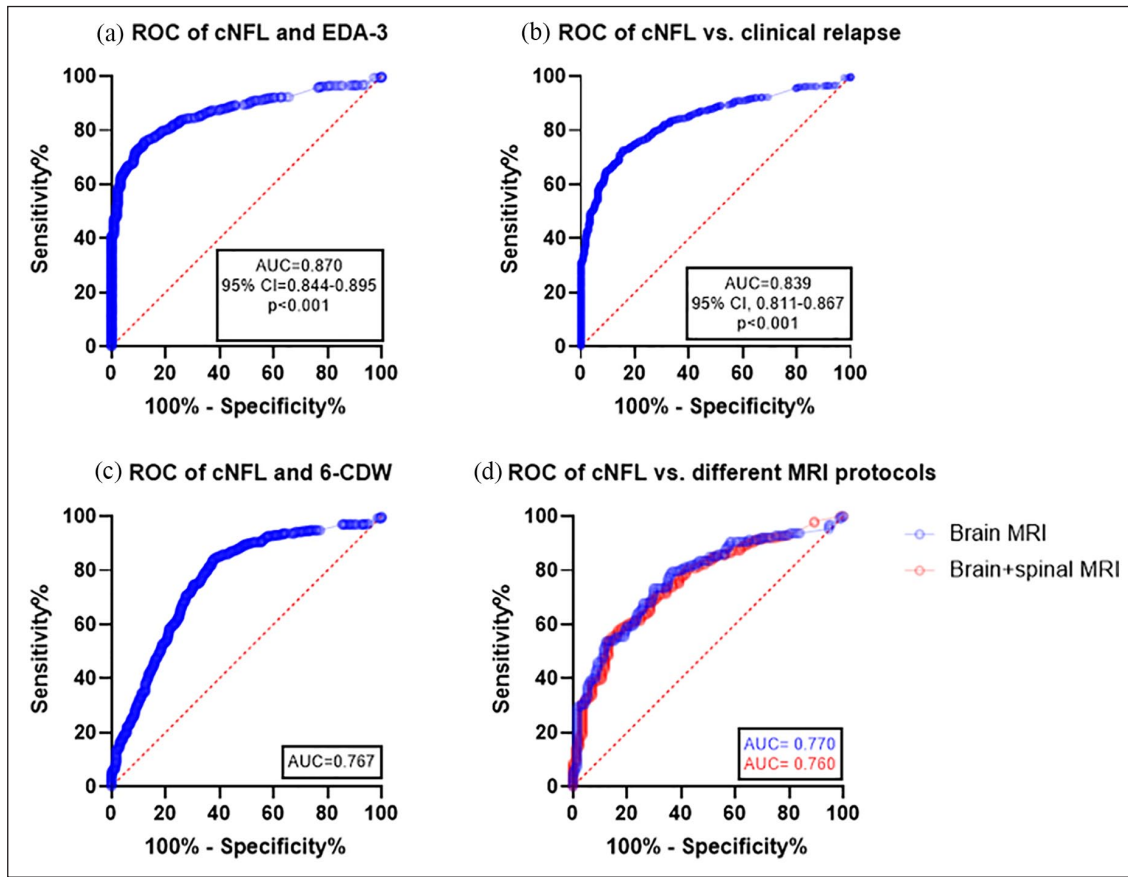 (a) ROC of cNFL and EDA-3
100
80
60
40
20
0
Sensitivity%
AUC=0.870
95% CI=0.844-0.895
p<0.001
0 20 40 60 80 100
100% - Specificity%
(b) ROC of cNFL vs. clinical relapse
100
80
60
40
20
0
Sensitivity%
AUC=0.839
95% CI, 0.811-0.867
p<0.001
0 20 40 60 80 100
100% - Specificity%
(c) ROC of cNFL and 6-CDW
100
80
60
40
20
0
Sensitivity%
AUC=0.767
0 20 40 60 80 100
100% - Specificity%
(d) ROC of cNFL vs. different MRI protocols
100
80
60
40
20
0
Sensitivity%
AUC= 0.770
AUC= 0.760
0 20 40 60 80 100
100% - Specificity%
Brain MRI
Brain+spinal MRI